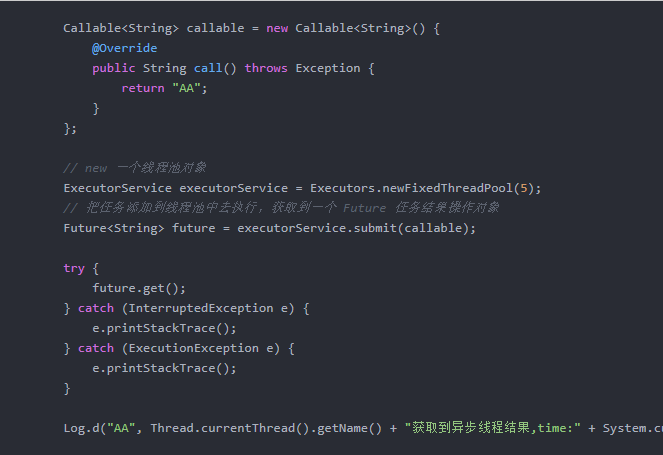 Callable<String> callable = new Callable<String>() {
@Override
public String call() throws Exception {
return "AA";
}
};
// new 一个线程池对象
ExecutorService executorService = Executors.newFixedThreadPool(5);
// 把任务添加到线程池中去执行，获取到一个 Future 任务结果操作对象
Future<String> future = executorService.submit(callable);
try {
future.get();
} catch (InterruptedException e) {
e.printStackTrace();
} catch (ExecutionException e) {
e.printStackTrace();
}
Log.d("AA", Thread.currentThread().getName() + "获取到异步线程结果,time:" + System.cu